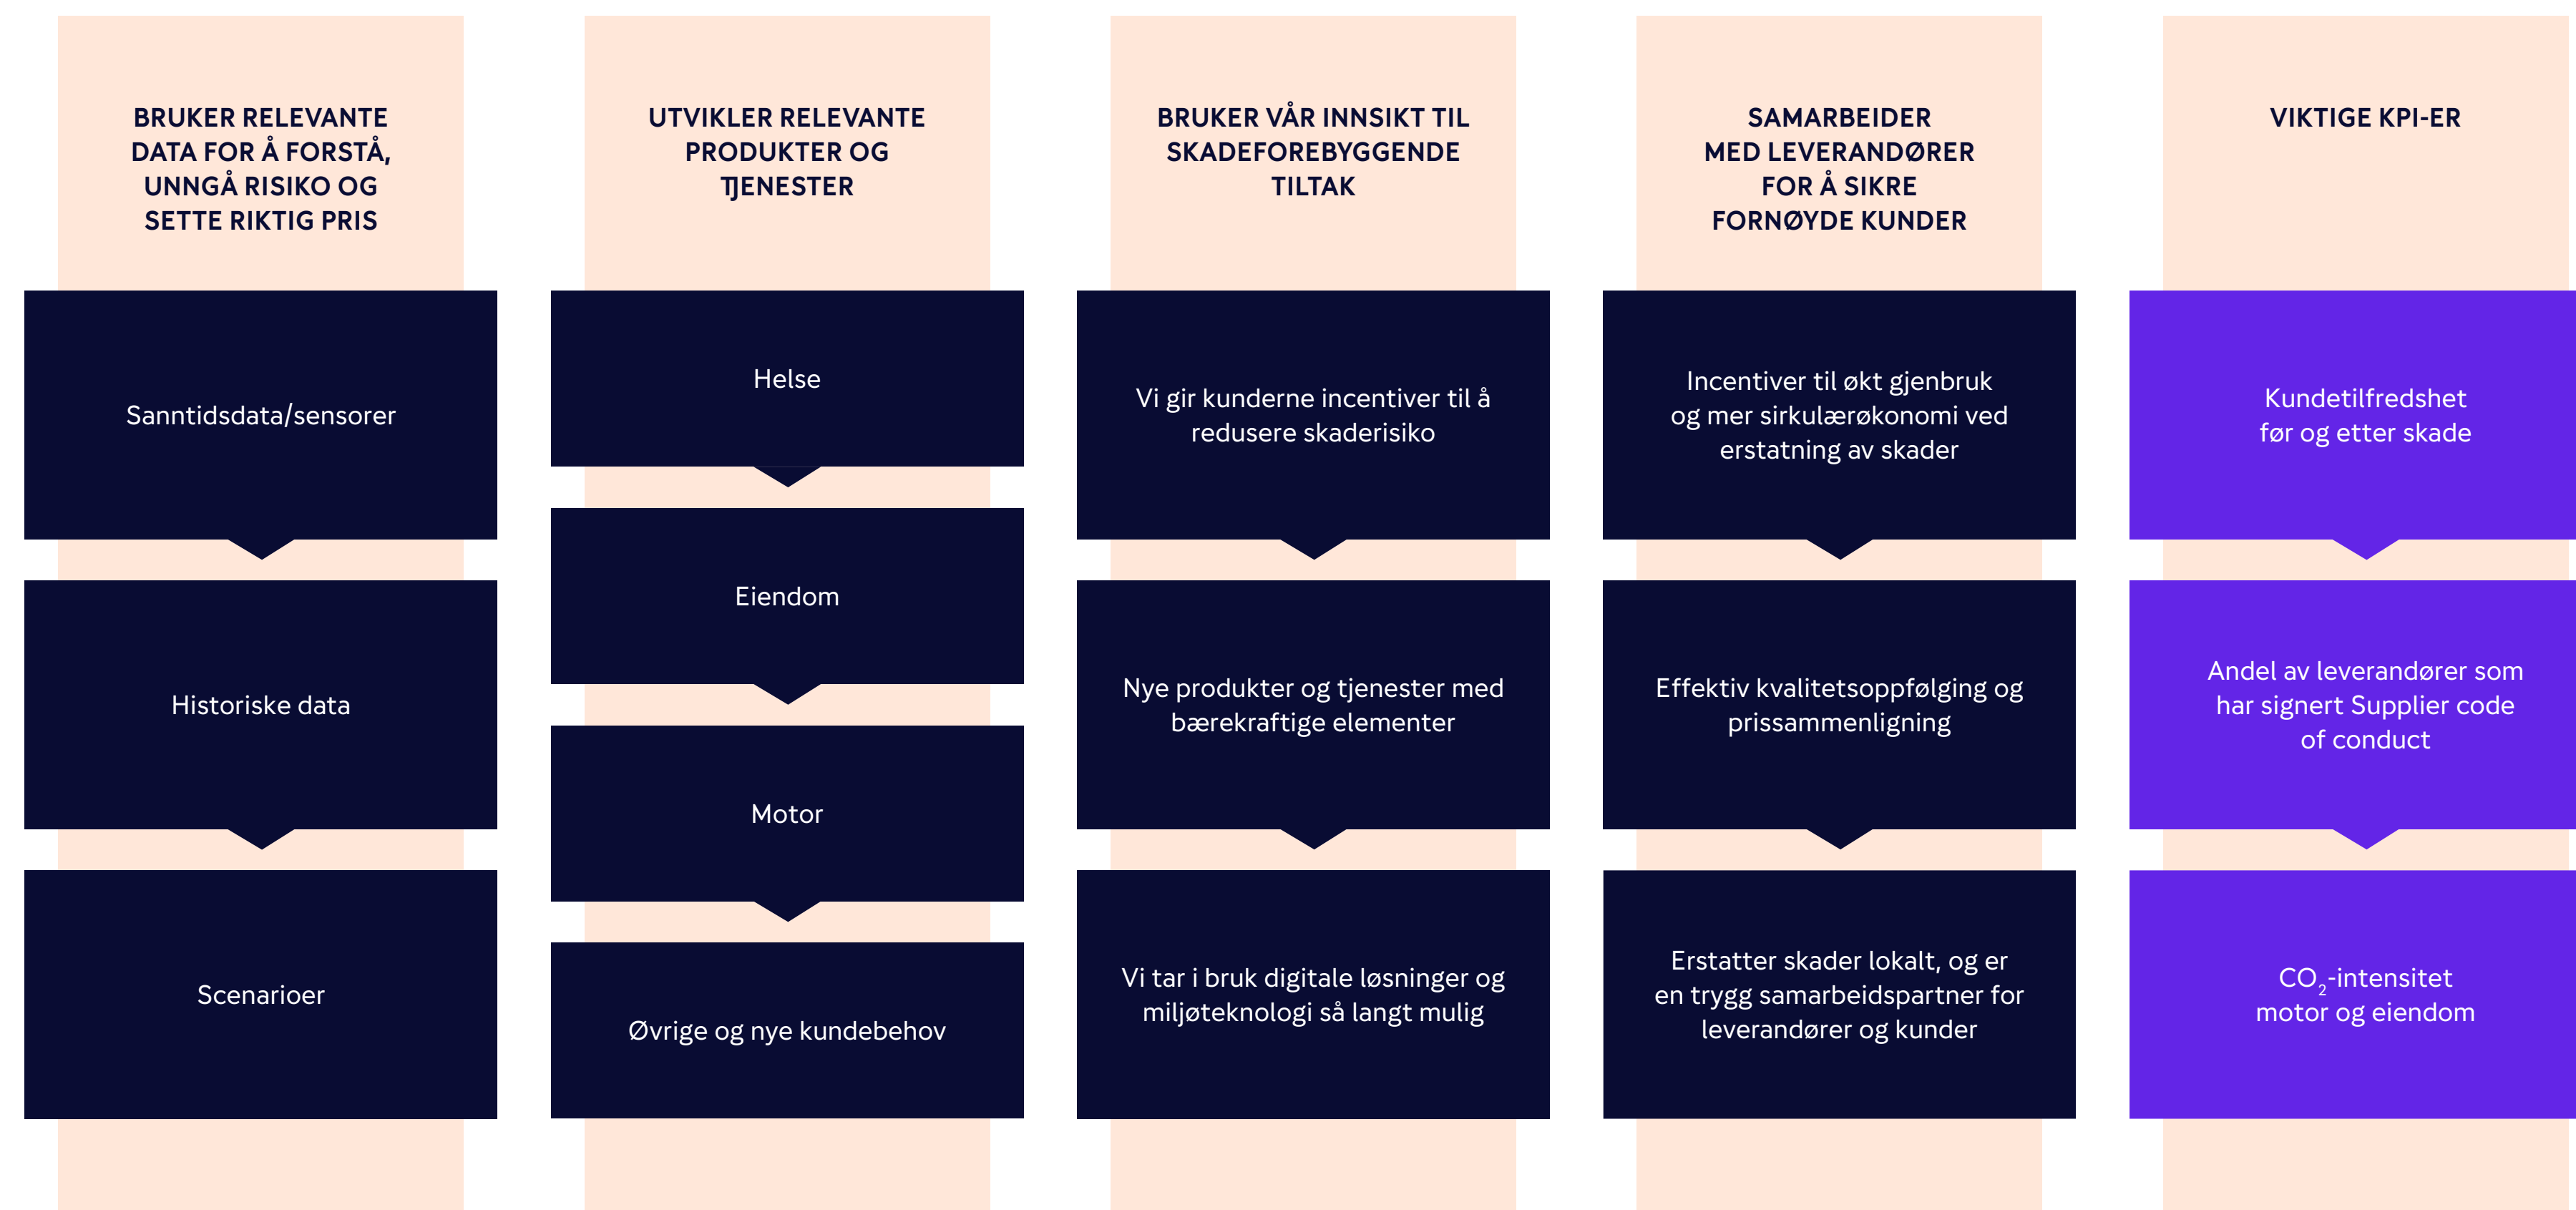 BRUKER RELEVANTE
DATA FOR Å FORSTÅ,
UNNGÅ RISIKO OG
SETTE RIKTIG PRIS
Sanntidsdata/sensorer
Historiske data
Scenarioer
UTVIKLER RELEVANTE
PRODUKTER OG
TJENESTER
Helse
Eiendom
Motor
Øvrige og nye kundebehov
BRUKER VÅR INNSIKT TIL
SKADEFOREBYGGENDE
TILTAK
Vi gir kunderne incentiver til å
redusere skaderisiko
Nye produkter og tjenester med
bærekraftige elementer
Vi tar i bruk digitale løsninger og
miljøteknologi så langt mulig
SAMARBEIDER
MED LEVERANDØRER
FOR Å SIKRE
FORNØYDE KUNDER
Incentiver til økt gjenbruk
og mer sirkulærøkonomi ved
erstatning av skader
Effektiv kvalitetsoppfølging og
prissammenligning
Erstatter skader lokalt, og er
en trygg samarbeidspartner for
leverandører og kunder
VIKTIGE KPI-ER
Kundetilfredshet
før og etter skade
Andel av leverandører som
har signert Supplier code
of conduct
CO₂-intensitet
motor og eiendom